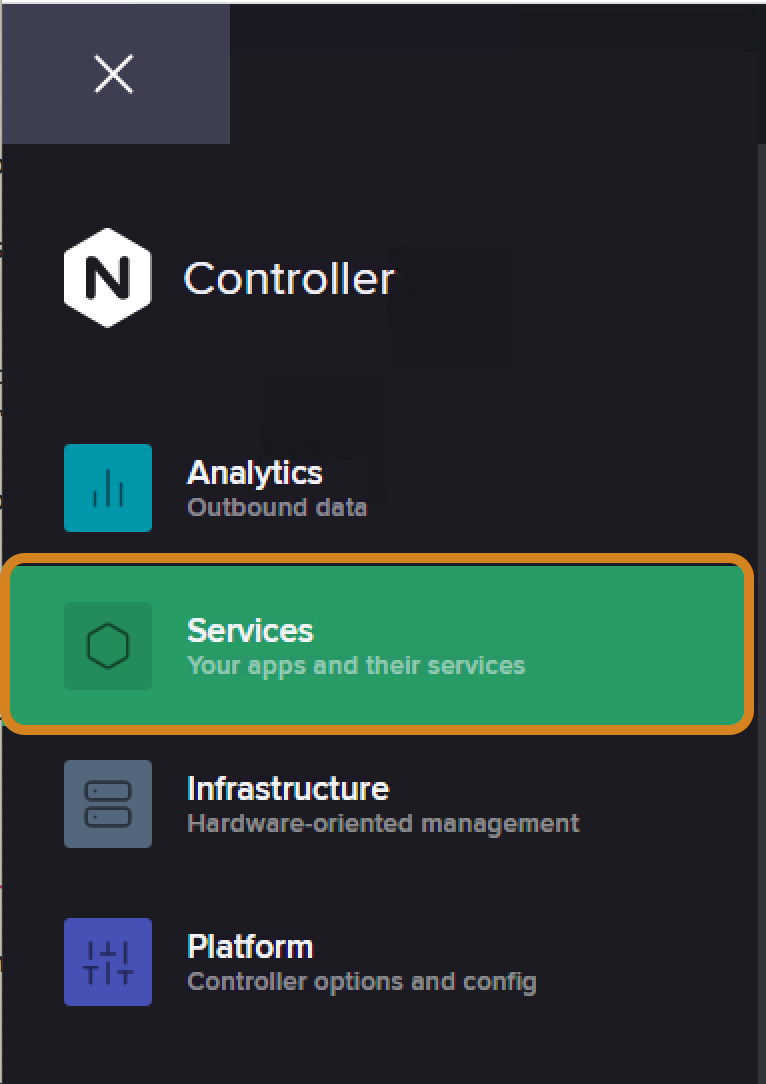 N Controller
Analytics
Outbound data
Services
Your apps and their services
Infrastructure
Hardware-oriented management
Platform
Controller options and config